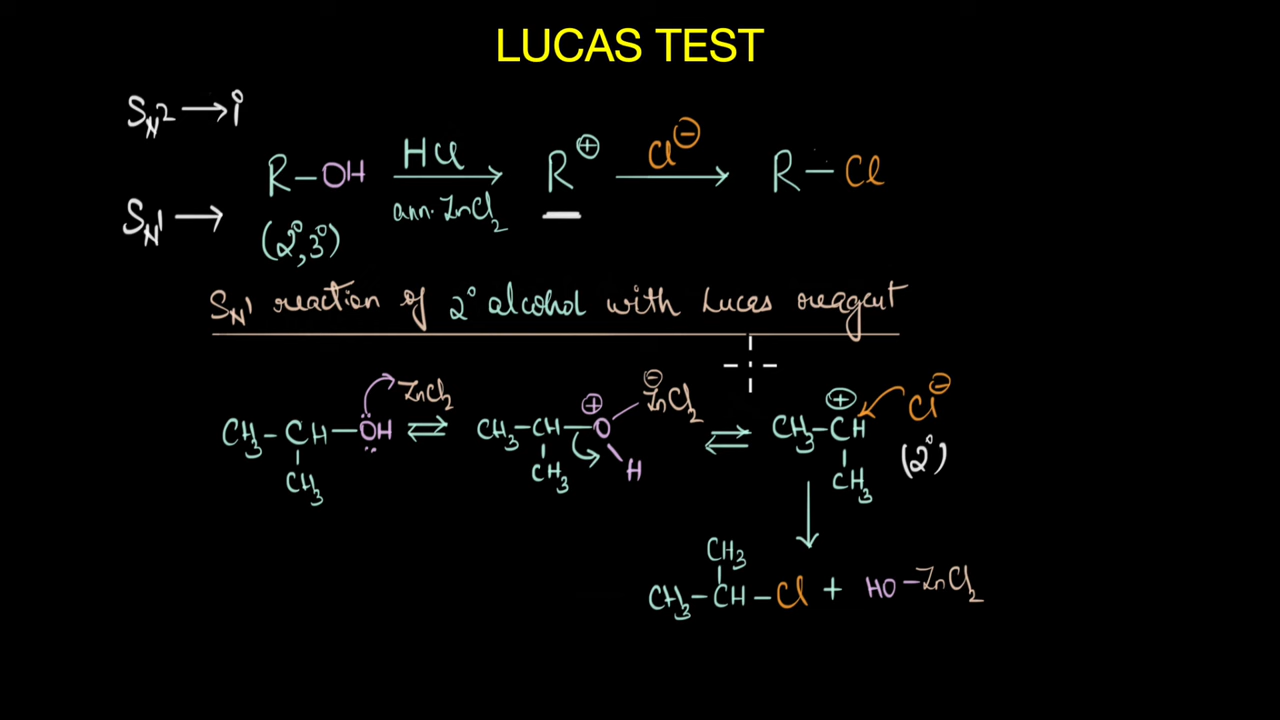 LUCAS TEST
SN2 → i
R–OH HCl anh. ZnCl2 → R⊕ Cl⊖ → R–Cl
SN1 →
(2°, 3°)
SN1 reaction of 2° alcohol with Lucas reagent
CH3–CH–OH ZnCl2 ⇌ CH3–CH–O⊕ ⊖ZnCl2 ⇌ CH3–CH⊕ Cl⊖
CH3 CH3 H CH3 (2°)
CH3
CH3–CH–Cl + HO–ZnCl2